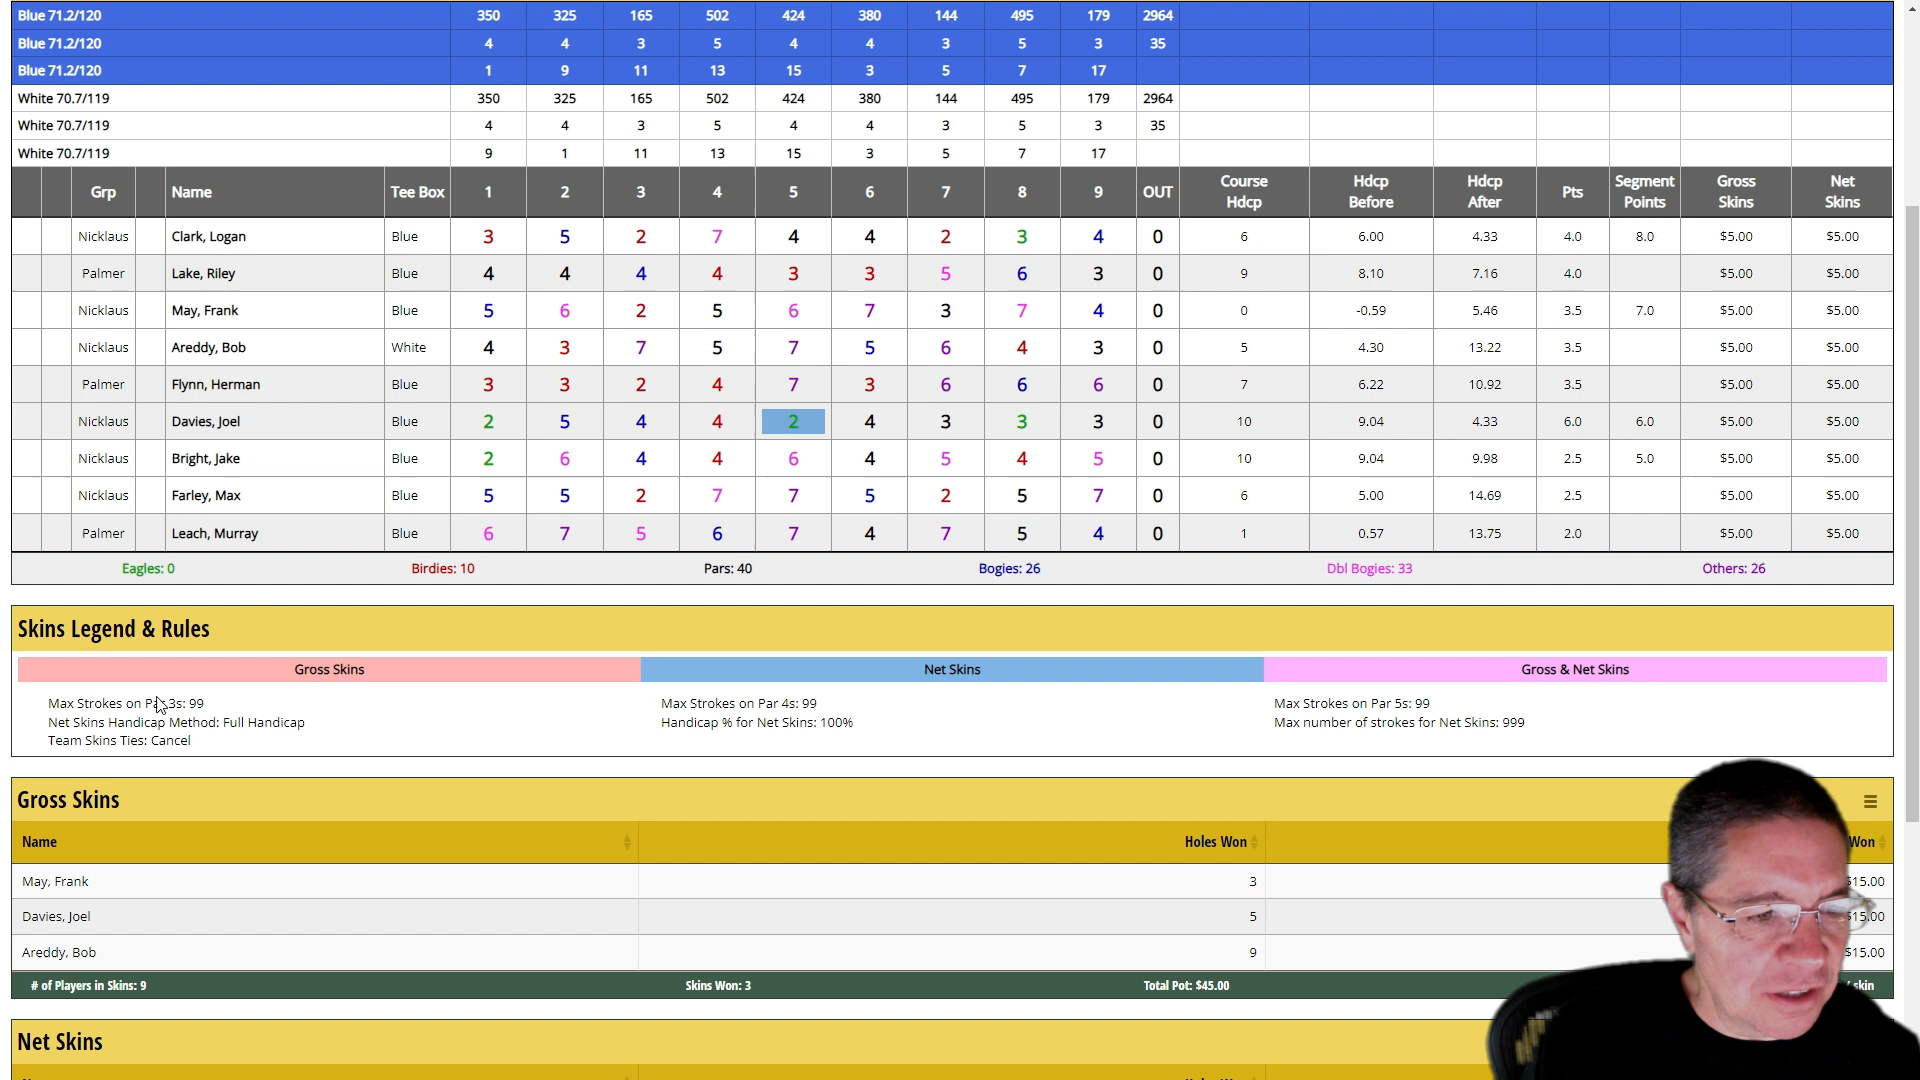 Blue 71.2/120 350 325 165 502 424 380 144 495 179 2964
Blue 71.2/120 4 4 3 5 4 4 3 5 3 35
Blue 71.2/120 1 9 11 13 15 3 5 7 17
White 70.7/119 350 325 165 502 424 380 144 495 179 2964
White 70.7/119 4 4 3 5 4 4 3 5 3 35
White 70.7/119 9 1 11 13 15 3 5 7 17
Grp Name Tee Box 1 2 3 4 5 6 7 8 9 OUT Course Hdcp Hdcp Before Hdcp After Pts Segment Points Gross Skins Net Skins
Nicklaus Clark, Logan Blue 3 5 2 7 4 4 2 3 4 0 6 6.00 4.33 4.0 8.0 $5.00 $5.00
Palmer Lake, Riley Blue 4 4 4 4 3 3 5 6 3 0 9 8.10 7.16 4.0 $5.00 $5.00
Nicklaus May, Frank Blue 5 6 2 5 6 7 3 7 4 0 0 -0.59 5.46 3.5 7.0 $5.00 $5.00
Nicklaus Areddy, Bob White 4 3 7 5 7 5 6 4 3 0 5 4.30 13.22 3.5 $5.00 $5.00
Palmer Flynn, Herman Blue 3 3 2 4 7 3 6 6 6 0 7 6.22 10.92 3.5 $5.00 $5.00
Nicklaus Davies, Joel Blue 2 5 4 4 2 4 3 3 3 0 10 9.04 4.33 6.0 6.0 $5.00 $5.00
Nicklaus Bright, Jake Blue 2 6 4 4 6 4 5 4 5 0 10 9.04 9.98 2.5 5.0 $5.00 $5.00
Nicklaus Farley, Max Blue 5 5 2 7 7 5 2 5 7 0 6 5.00 14.69 2.5 $5.00 $5.00
Palmer Leach, Murray Blue 6 7 5 6 7 4 7 5 4 0 1 0.57 13.75 2.0 $5.00 $5.00
Eagles: 0 Birdies: 10 Pars: 40 Bogies: 26 Dbl Bogies: 33 Others: 26
Skins Legend & Rules
Gross Skins Net Skins Gross & Net Skins
Max Strokes on Par 3s: 99 Max Strokes on Par 4s: 99 Max Strokes on Par 5s: 99
Net Skins Handicap Method: Full Handicap Handicap % for Net Skins: 100% Max number of strokes for Net Skins: 999
Team Skins Ties: Cancel
Gross Skins
Name Holes Won Won
May, Frank 3 $15.00
Davies, Joel 5 $15.00
Areddy, Bob 9 $15.00
# of Players in Skins: 9 Skins Won: 3 Total Pot: $45.00 / skin
Net Skins